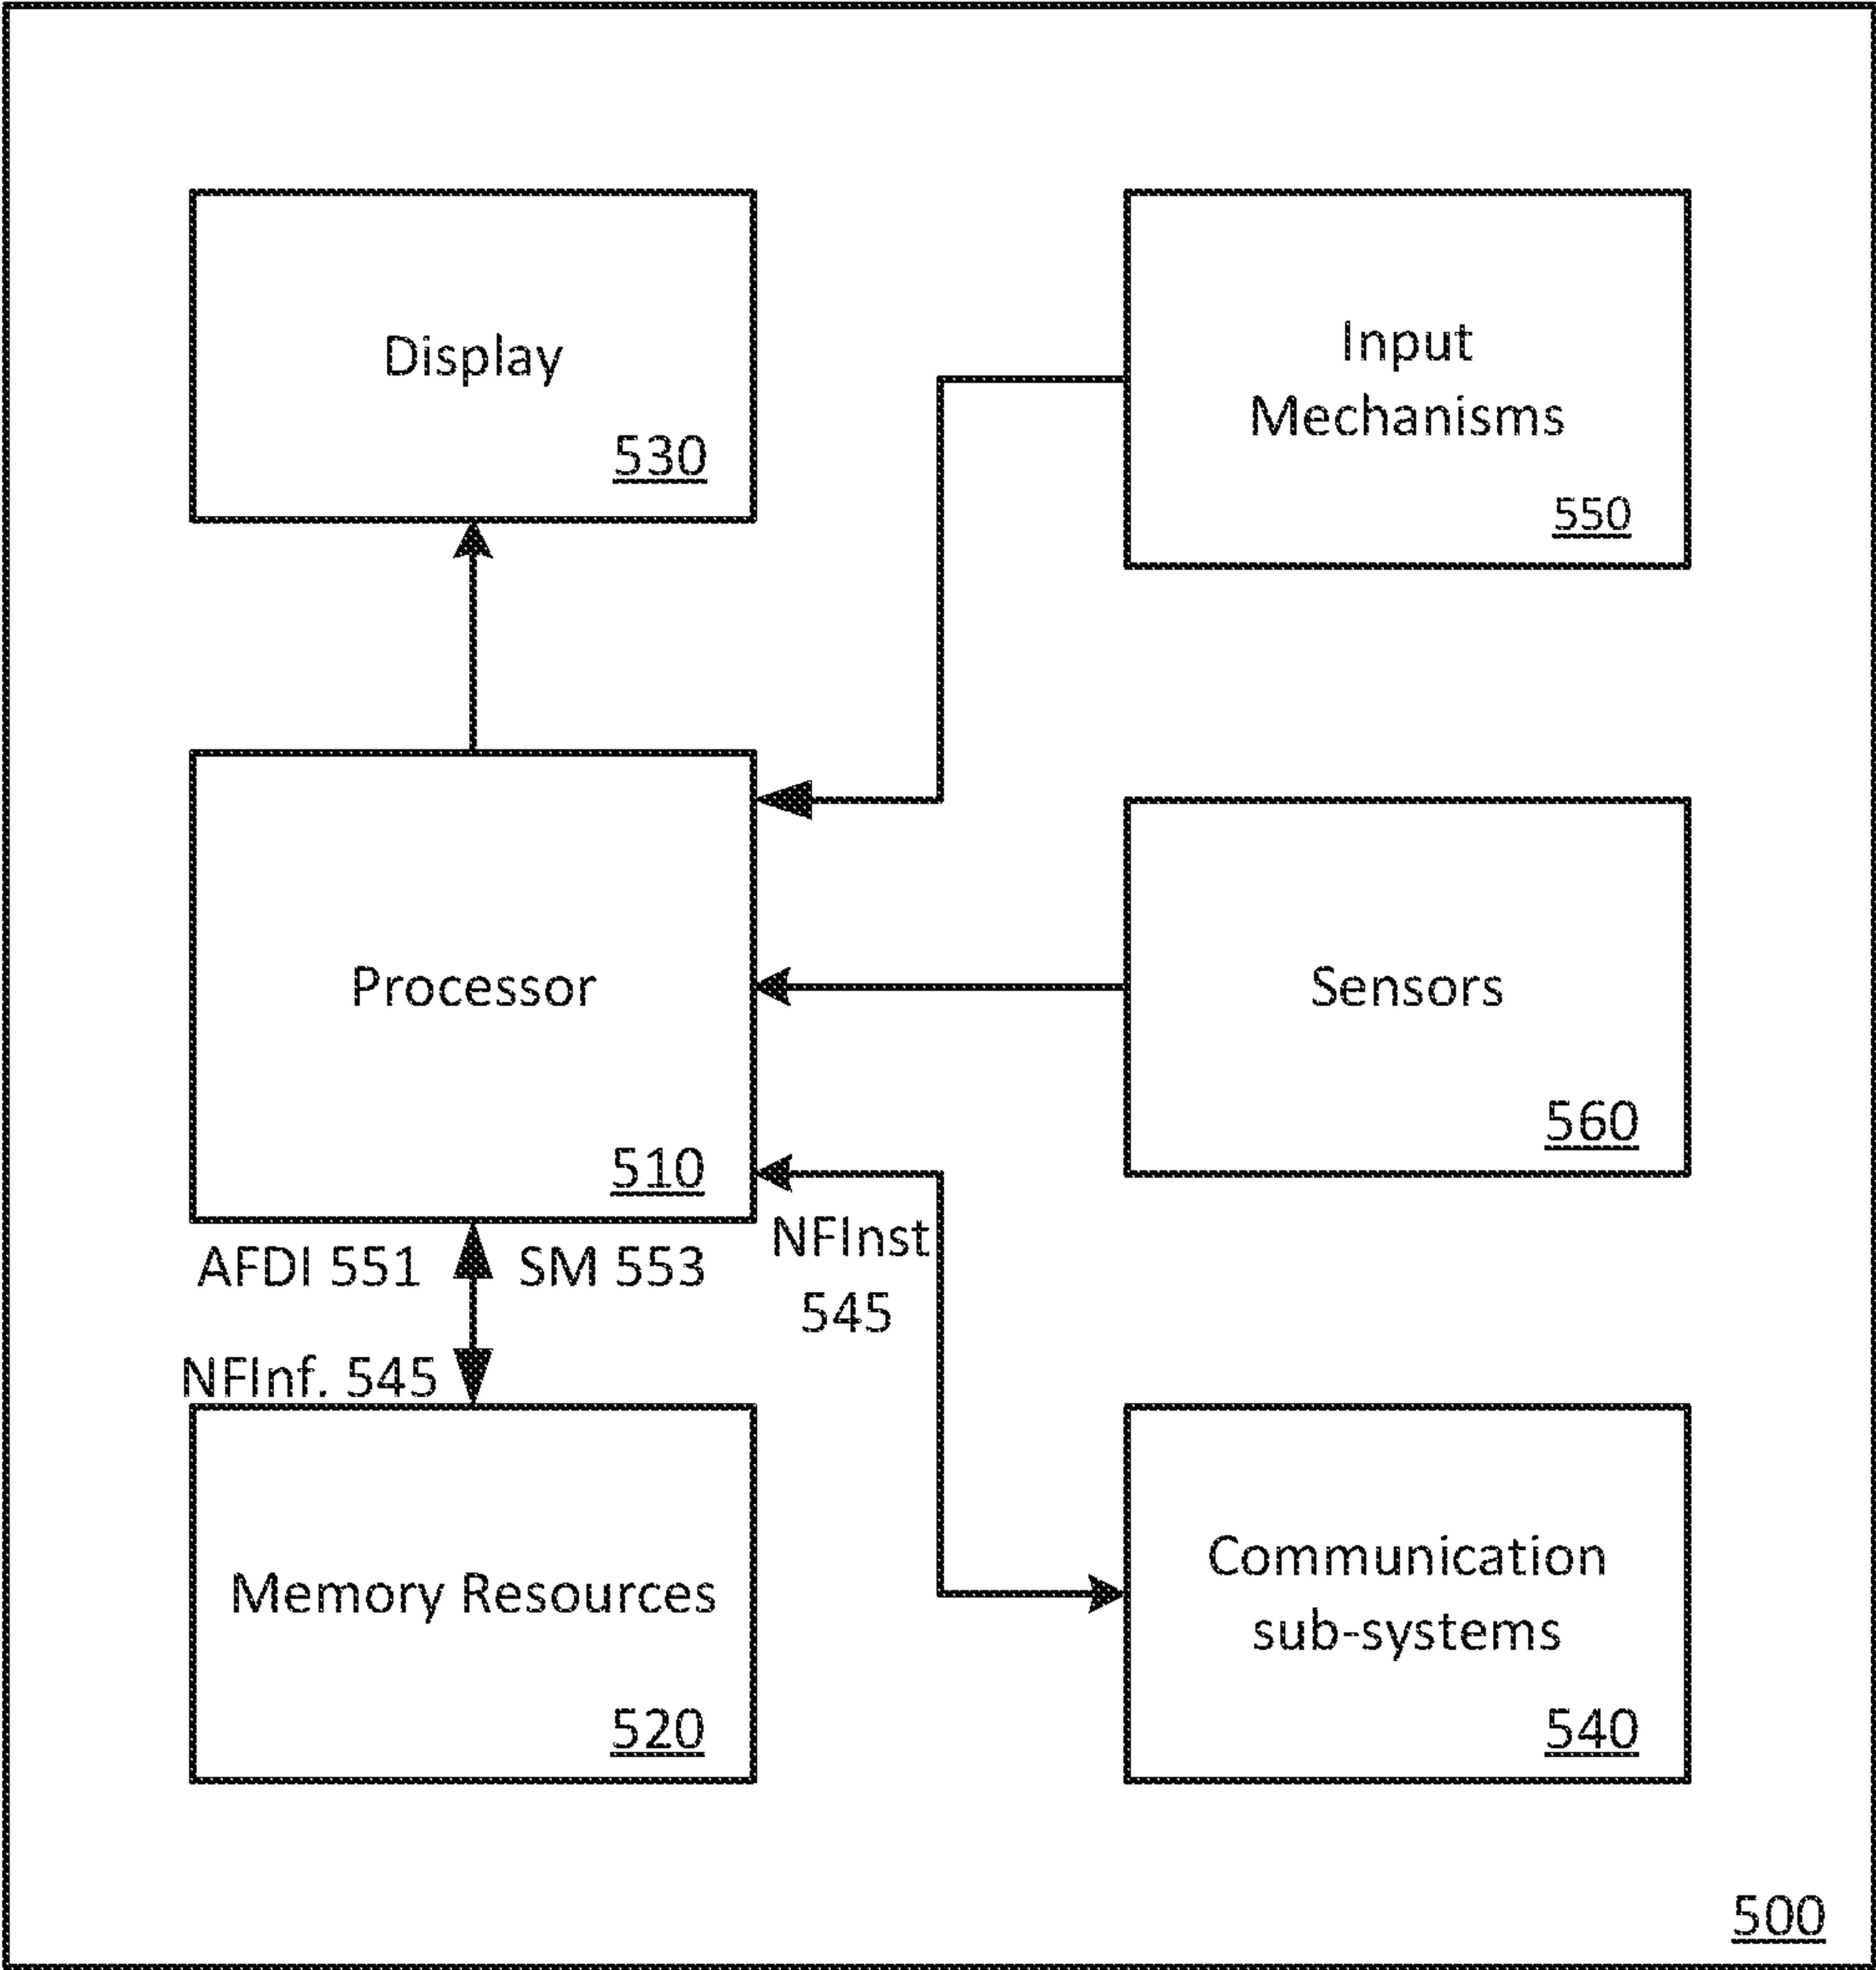 Display
530
Input
Mechanisms
550
Processor
510
Sensors
560
AFDI 551
SM 553
NFInst
545
NFInf. 545
Memory Resources
520
Communication
sub-systems
540
500